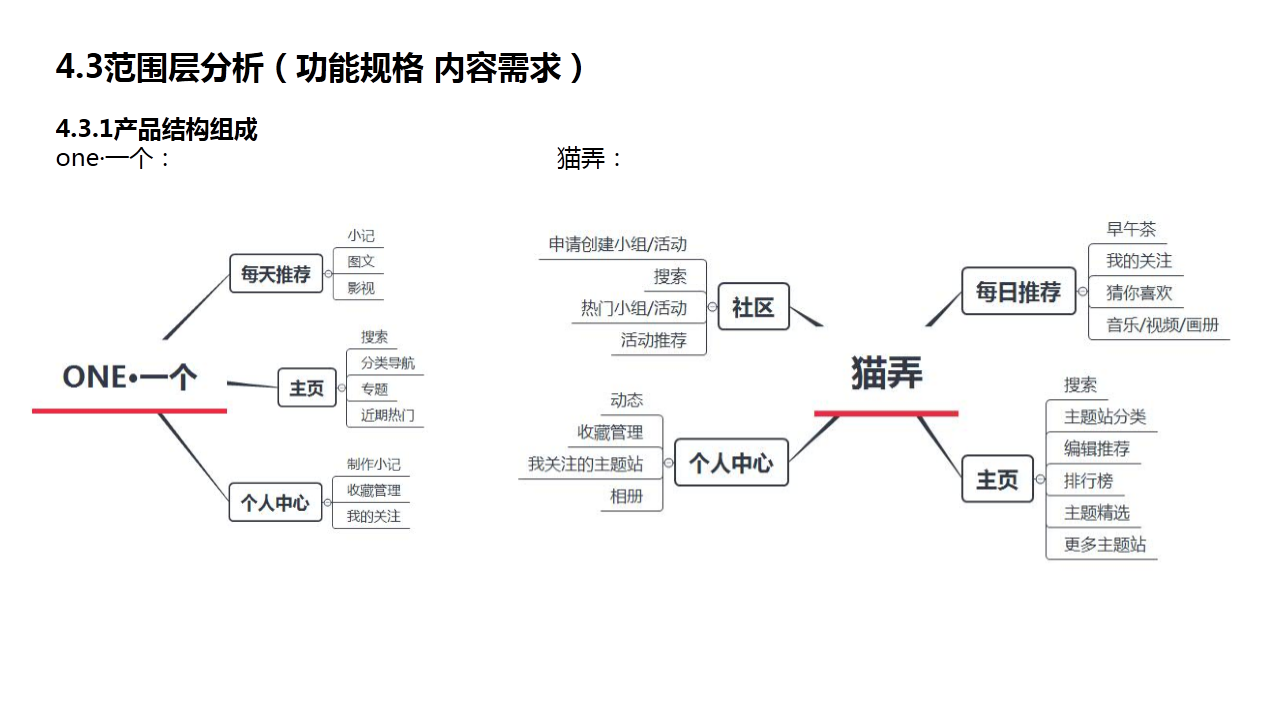 4.3范围层分析（功能规格 内容需求）
4.3.1产品结构组成
one·一个：
猫弄：
ONE•一个
每天推荐
小记
图文
影视
主页
搜索
分类导航
专题
近期热门
个人中心
制作小记
收藏管理
我的关注
猫弄
社区
申请创建小组/活动
搜索
热门小组/活动
活动推荐
个人中心
动态
收藏管理
我关注的主题站
相册
每日推荐
早午茶
我的关注
猜你喜欢
音乐/视频/画册
主页
搜索
主题站分类
编辑推荐
排行榜
主题精选
更多主题站